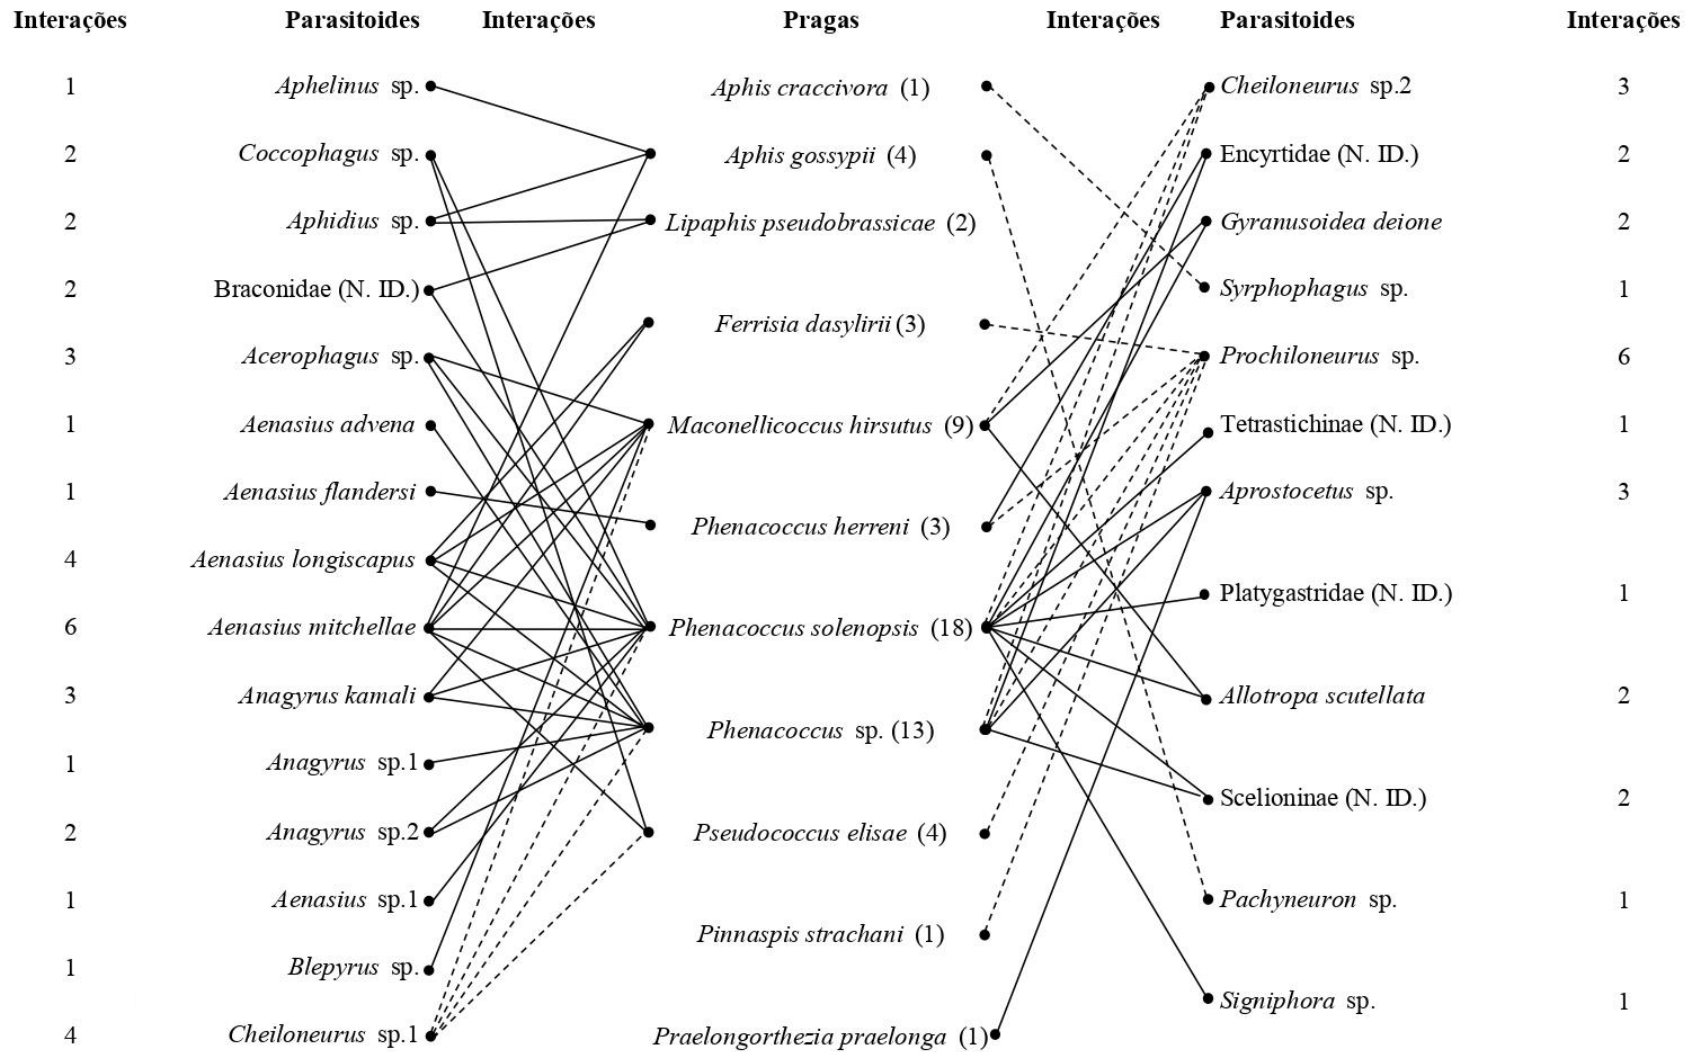 Interações Parasitoides Interações Pragas Interações Parasitoides Interações
1 Aphelinus sp. Aphis craccivora (1) Cheiloneurus sp.2 3
2 Coccophagus sp. Aphis gossypii (4) Encyrtidae (N. ID.) 2
2 Aphidius sp. Lipaphis pseudobrassicae (2) Gyranusoidea deione 2
2 Braconidae (N. ID.) Syrphophagus sp. 1
Ferrisia dasylirii (3)
3 Acerophagus sp. Prochiloneurus sp. 6
1 Aenasius advena Maconellicoccus hirsutus (9) Tetrastichinae (N. ID.) 1
1 Aenasius flandersi Aprostocetus sp. 3
Phenacoccus herreni (3)
4 Aenasius longiscapus
Platygastridae (N. ID.) 1
6 Aenasius mitchellae Phenacoccus solenopsis (18)
3 Anagyrus kamali Allotropa scutellata 2
Phenacoccus sp. (13)
1 Anagyrus sp.1
Scelioninae (N. ID.) 2
2 Anagyrus sp.2 Pseudococcus elisae (4)
1 Aenasius sp.1 Pachyneuron sp. 1
Pinnaspis strachani (1)
1 Blepyrus sp.
Signiphora sp. 1
4 Cheiloneurus sp.1 Praelongorthezia praelonga (1)